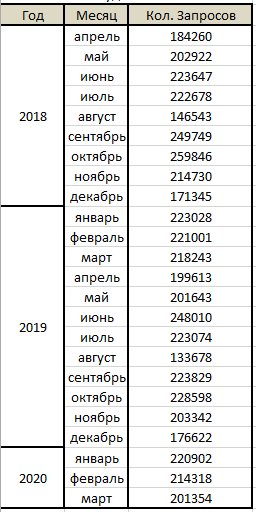 Год Месяц Кол. Запросов
апрель 184260
май 202922
июнь 223647
июль 222678
2018 август 146543
сентябрь 249749
октябрь 259846
ноябрь 214730
декабрь 171345
январь 223028
февраль 221001
март 218243
апрель 199613
май 201643
июнь 248010
2019 июль 223074
август 133678
сентябрь 223829
октябрь 228598
ноябрь 203342
декабрь 176622
январь 220902
2020 февраль 214318
март 201354